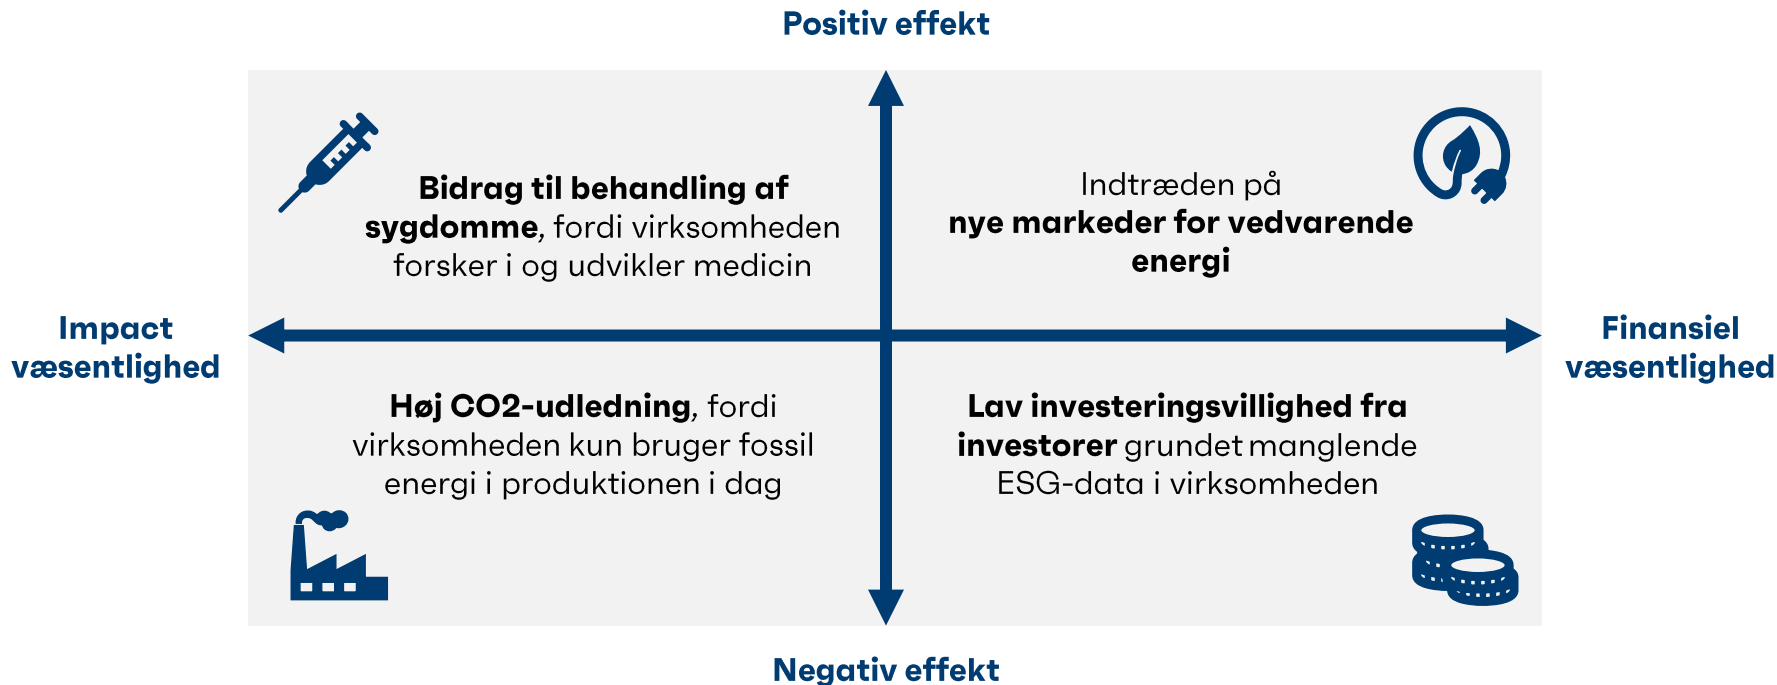 Positiv effekt
Bidrag til behandling af
sygdomme, fordi virksomheden
forsker i og udvikler medicin
Indtræden på
nye markeder for vedvarende
energi
Impact
væsentlighed
Finansiel
væsentlighed
Høj CO2-udledning, fordi
virksomheden kun bruger fossil
energi i produktionen i dag
Lav investeringsvillighed fra
investorer grundet manglende
ESG-data i virksomheden
Negativ effekt